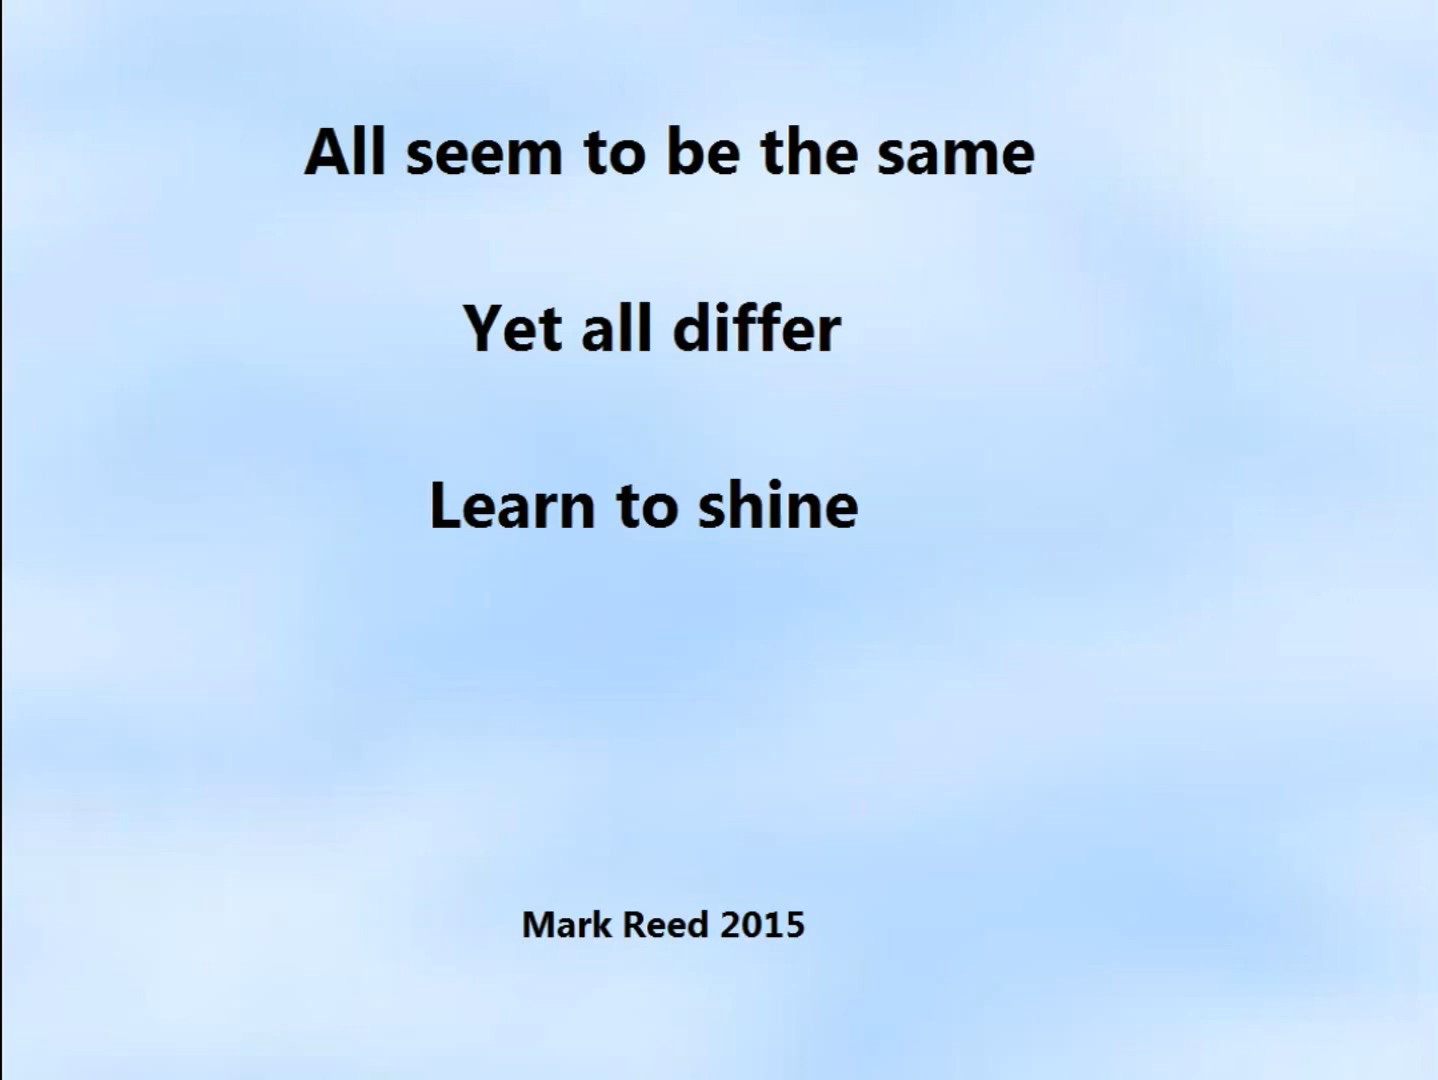 All seem to be the same
Yet all differ
Learn to shine
Mark Reed 2015